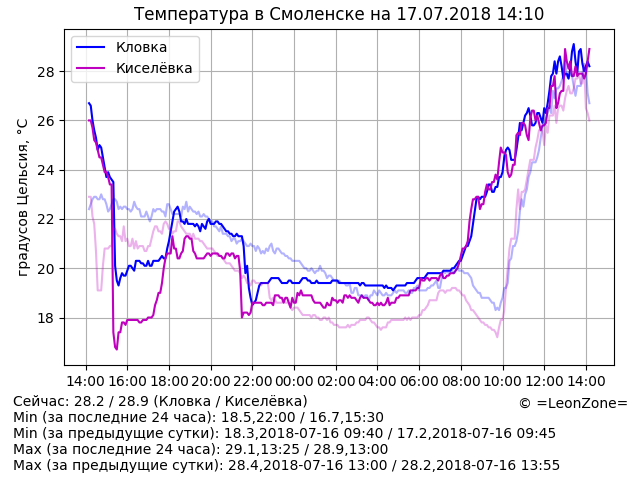 Температура в Смоленске на 17.07.2018 14:10
Кловка
Киселёвка
градусов Цельсия, °C
28
26
24
22
20
18
14:00 16:00 18:00 20:00 22:00 00:00 02:00 04:00 06:00 08:00 10:00 12:00 14:00
Сейчас: 28.2 / 28.9 (Кловка / Киселёвка)
© =LeonZone=
Min (за последние 24 часа): 18.5,22:00 / 16.7,15:30
Min (за предыдущие сутки): 18.3,2018-07-16 09:40 / 17.2,2018-07-16 09:45
Max (за последние 24 часа): 29.1,13:25 / 28.9,13:00
Max (за предыдущие сутки): 28.4,2018-07-16 13:00 / 28.2,2018-07-16 13:55